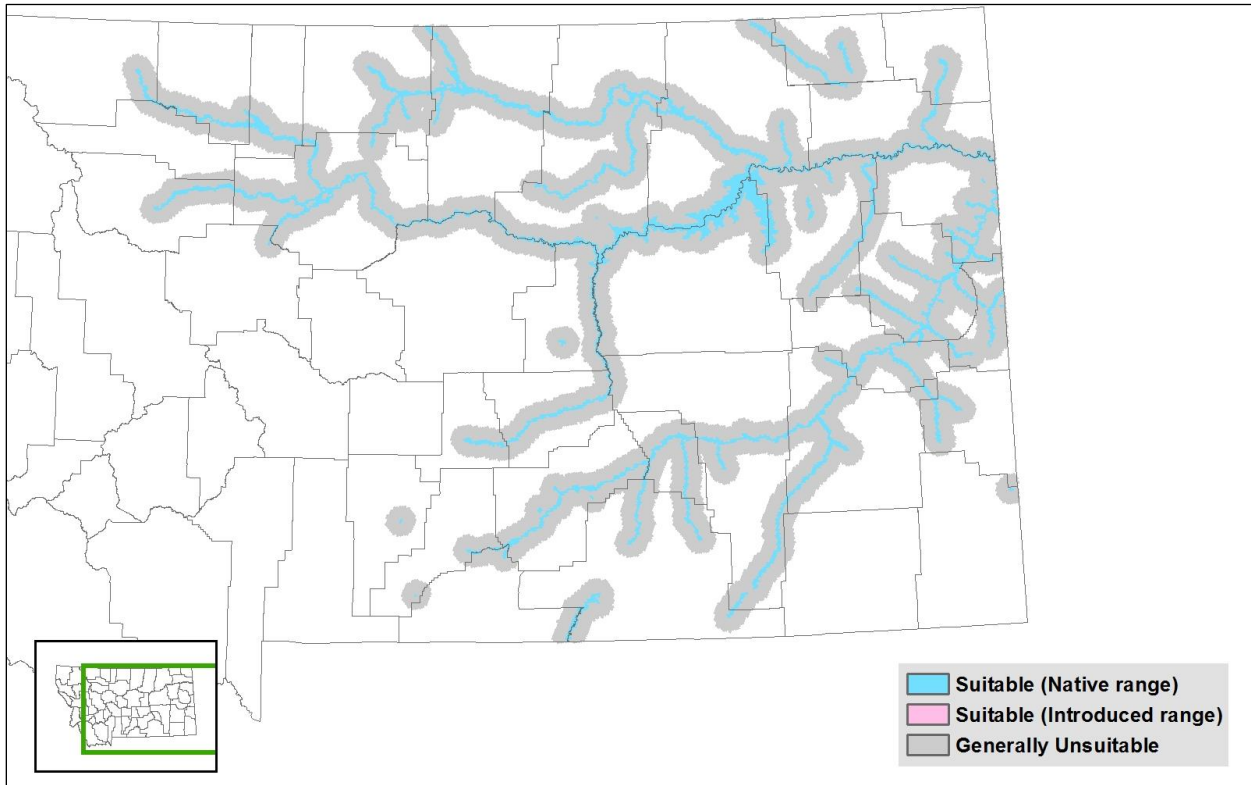 Suitable (Native range)
Suitable (Introduced range)
Generally Unsuitable